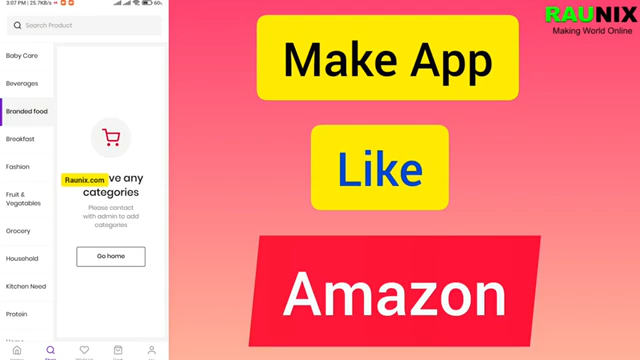 3:07 PM | 25.7KB/s
60
RAUNIX
Making World Online
Search Product
Baby Care
Beverages
Branded food
Breakfast
Fashion
Fruit &
Vagetables
Grocery
Household
Kitchen Need
Protein
Raunix.com
ve any
categories
Please contact
with admin to add
categories
Go home
Make App
Like
Amazon